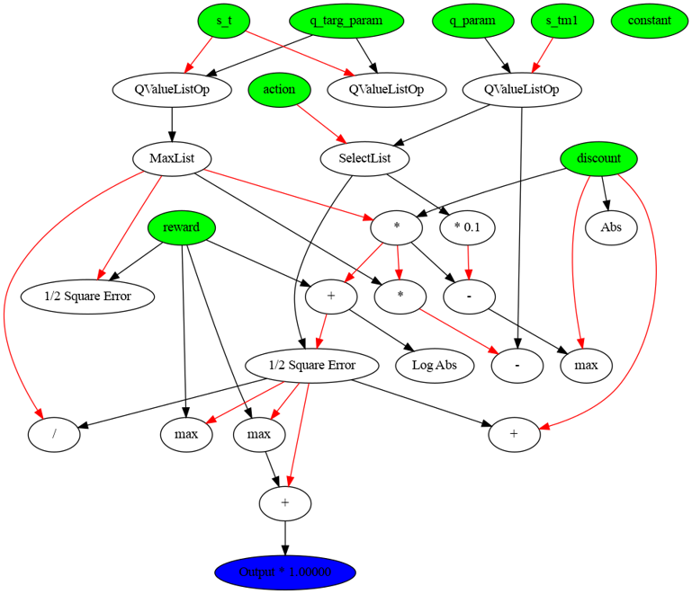 s_t
q_targ_param
q_param
s_tm1
constant
QValueListOp
action
QValueListOp
QValueListOp
MaxList
SelectList
discount
reward
*
* 0.1
Abs
1/2 Square Error
+
*
-
1/2 Square Error
Log Abs
-
max
/
max
max
+
+
Output * 1.00000